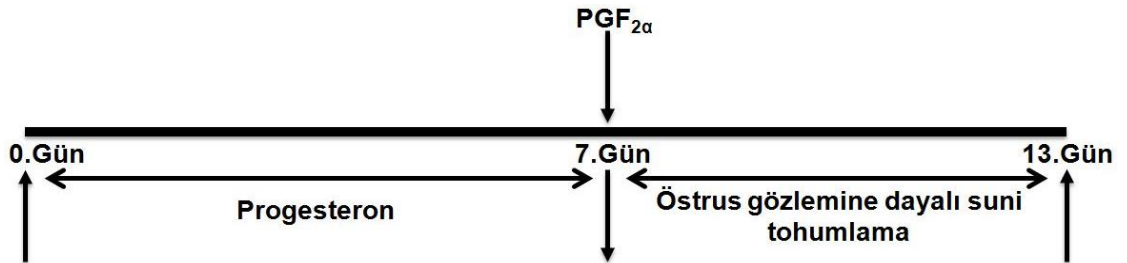 PGF2α
0.Gün 7.Gün 13.Gün
Progesteron
Östrus gözlemine dayalı suni
tohumlama